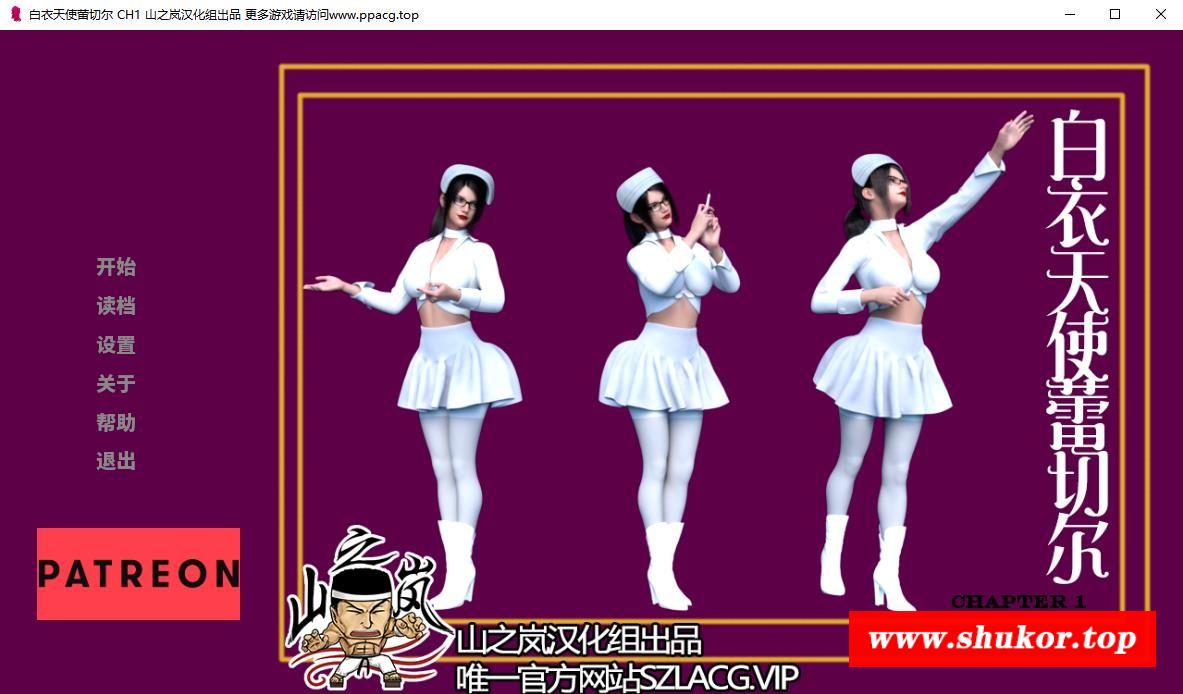 白衣天使蕾切尔 CH1 山之岚汉化组出品 更多游戏请访问www.ppacg.top
开始
读档
设置
关于
帮助
退出
PATREON
白衣天使蕾切尔
CHAPTER 1
山之岚
山之岚汉化组出品
唯一官方网站SZLACG.VIP
www.shukor.top